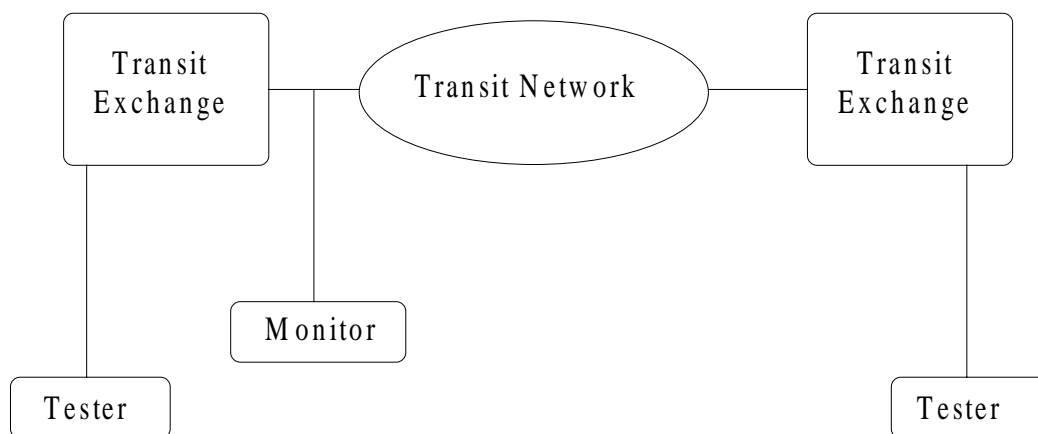 Transit
Exchange
Transit Network
Transit
Exchange
Monitor
Tester
Tester